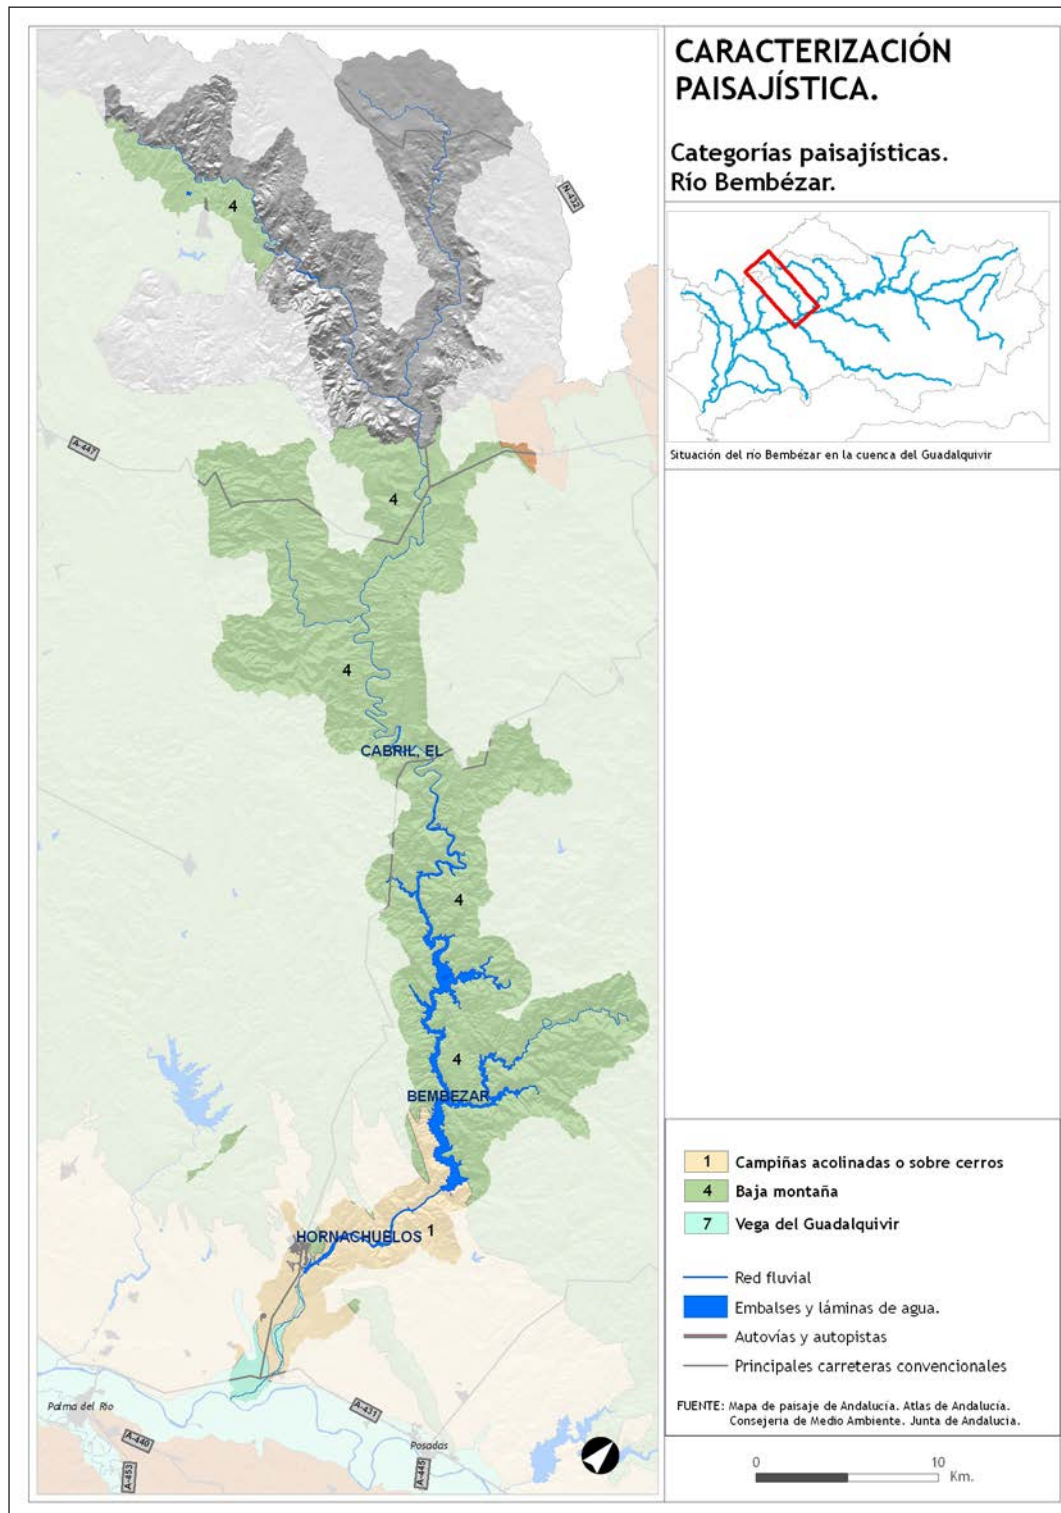 CARACTERIZACIÓN
PAISAJÍSTICA.
Categorías paisajísticas.
Río Bembézar.
Situación del río Bembézar en la cuenca del Guadalquivir
N-432
4
A-447
4
4
CABRIL, EL
4
4
BEMBEZAR
HORNACHUELOS
1
Palma del Río
A-431
A-440
A-453
Posadas
A-445
1 Campiñas acolinadas o sobre cerros
4 Baja montaña
7 Vega del Guadalquivir
Red fluvial
Embalses y láminas de agua.
Autovías y autopistas
Principales carreteras convencionales
FUENTE: Mapa de paisaje de Andalucía. Atlas de Andalucía.
Consejería de Medio Ambiente. Junta de Andalucía.
0 10
Km.